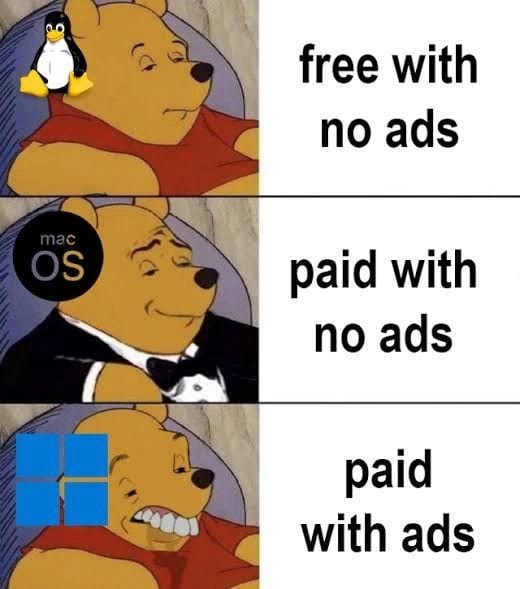 free with
no ads
mac
OS
paid with
no ads
paid
with ads